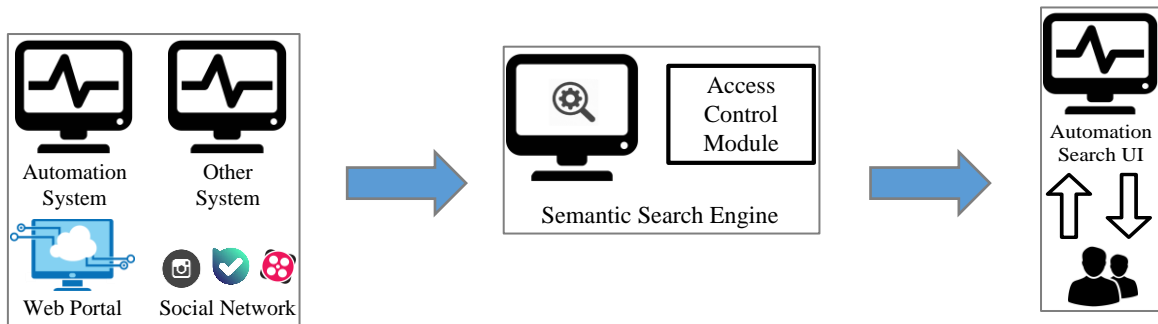 Automation
System
Other
System
Web Portal
Social Network
Access
Control
Module
Semantic Search Engine
Automation
Search UI